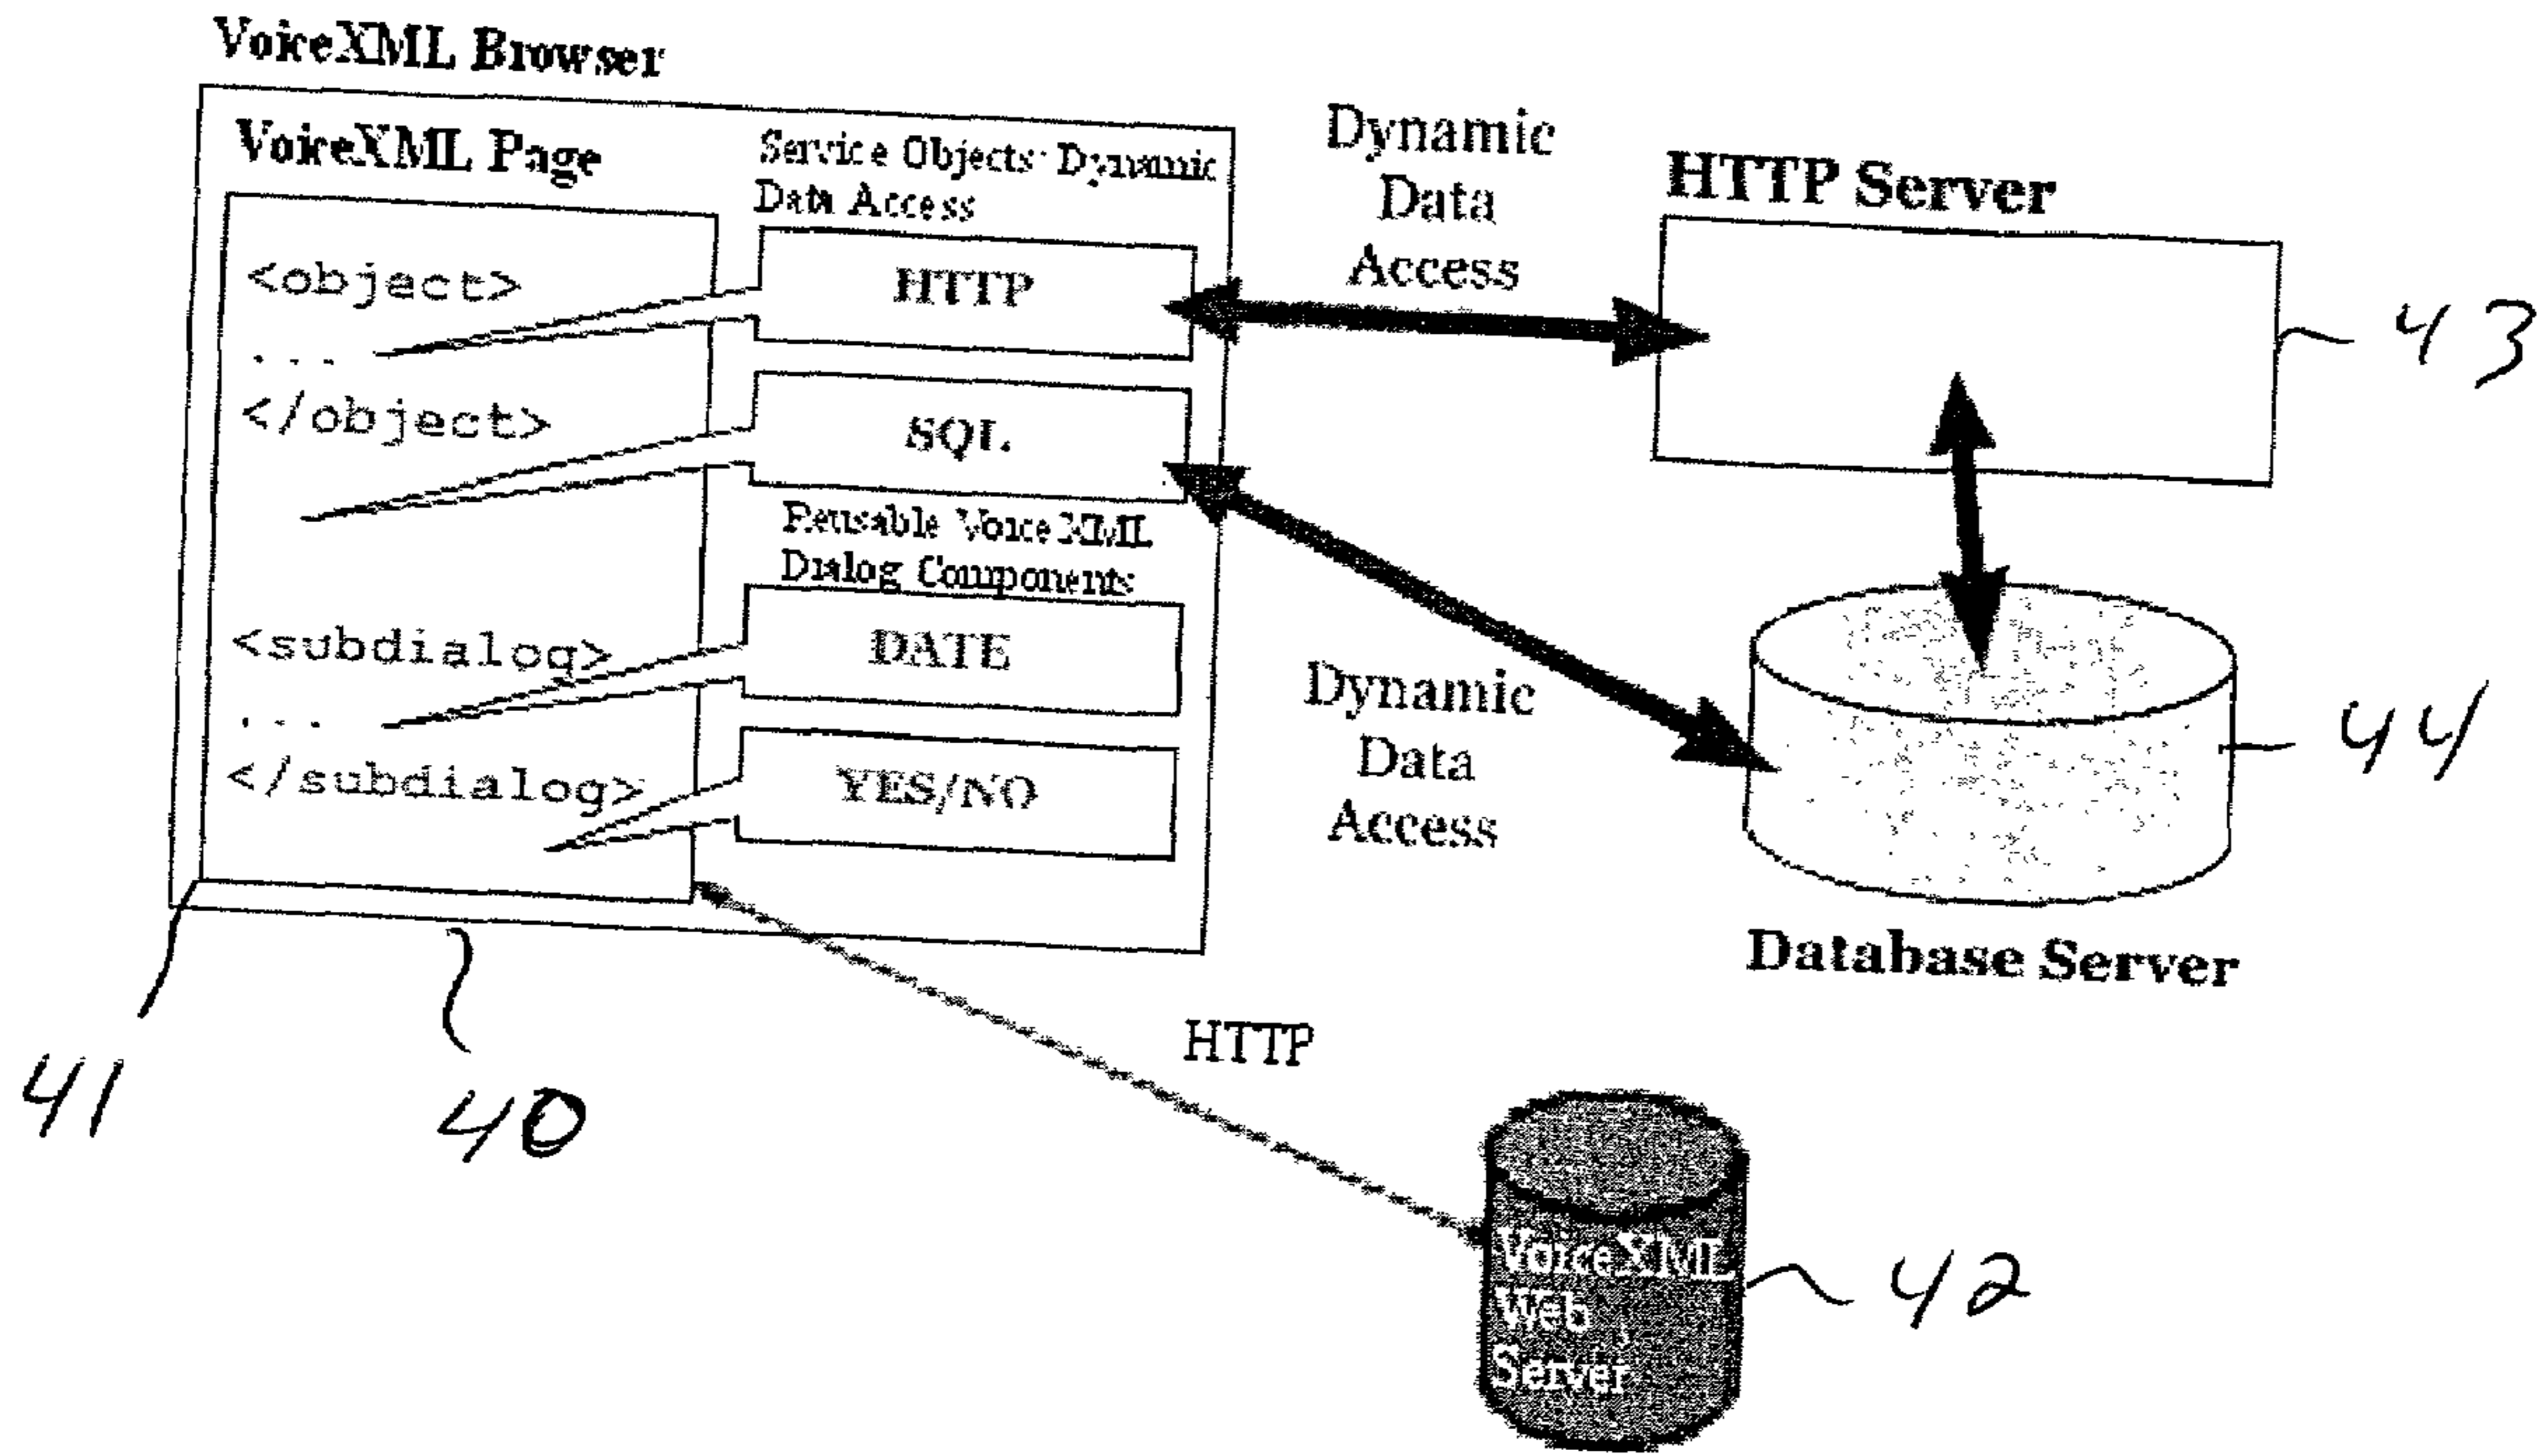 VoiceXML Browser
VoiceXML Page
Service Objects: Dynamic
Data Access
<object>
. . .
</object>
HTTP
SQL
Reusable VoiceXML
Dialog Components
<subdialog>
. . .
</subdialog>
DATE
YES/NO
Dynamic
Data
Access
HTTP Server
43
Dynamic
Data
Access
44
Database Server
41
40
HTTP
VoiceXML
Web
Server
42